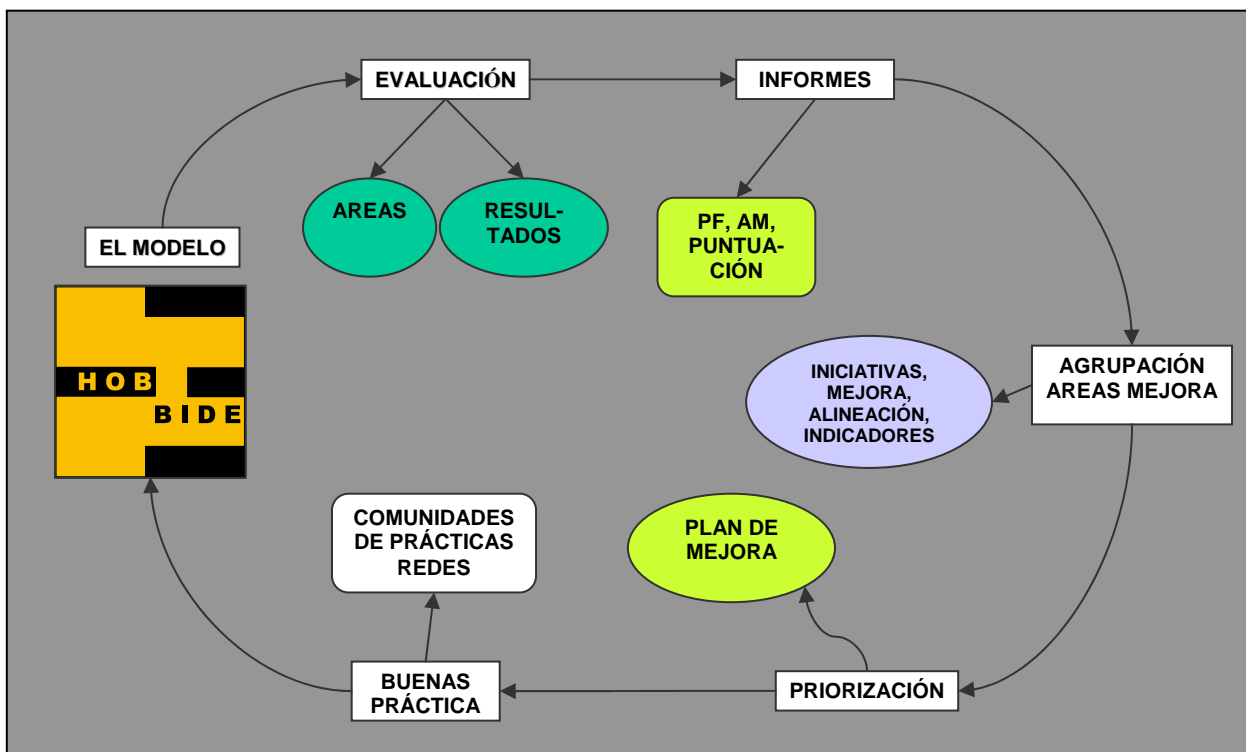 EVALUACIÓN
INFORMES
AREAS
RESUL-
TADOS
PF, AM,
PUNTUA-
CIÓN
EL MODELO
HOB
BIDE
AGRUPACIÓN
AREAS MEJORA
INICIATIVAS,
MEJORA,
ALINEACIÓN,
INDICADORES
COMUNIDADES
DE PRÁCTICAS
REDES
PLAN DE
MEJORA
BUENAS
PRÁCTICA
PRIORIZACIÓN